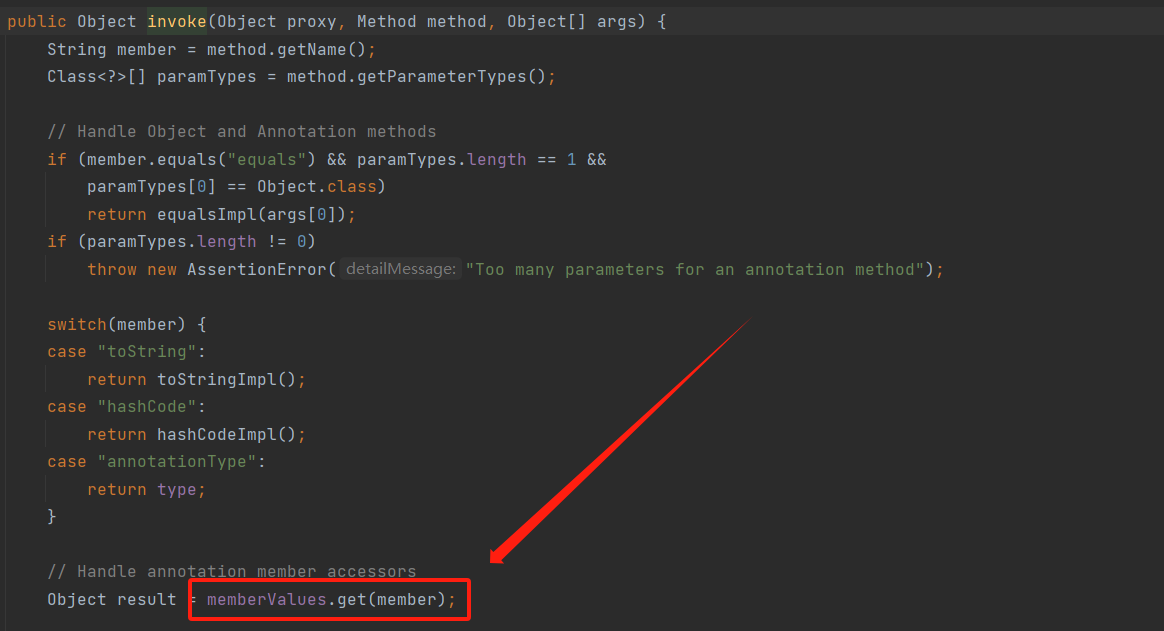 public Object invoke(Object proxy, Method method, Object[] args) {
String member = method.getName();
Class<?>[] paramTypes = method.getParameterTypes();
// Handle Object and Annotation methods
if (member.equals("equals") && paramTypes.length == 1 &&
paramTypes[0] == Object.class)
return equalsImpl(args[0]);
if (paramTypes.length != 0)
throw new AssertionError( detailMessage: "Too many parameters for an annotation method");
switch(member) {
case "toString":
return toStringImpl();
case "hashCode":
return hashCodeImpl();
case "annotationType":
return type;
}
// Handle annotation member accessors
Object result = memberValues.get(member);